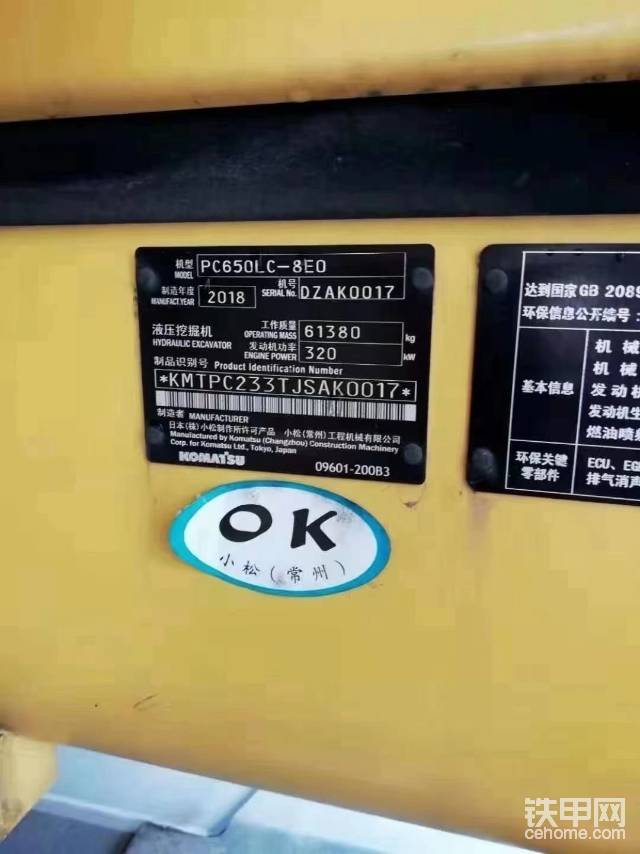 机型 MODEL PC650LC-8E0
制造年度 MANUFACT.YEAR 2018 机号 SERIAL No. DZAK0017
液压挖掘机 HYDRAULIC EXCAVATOR
工作质量 OPERATING MASS 61380 kg
发动机功率 ENGINE POWER 320 kW
制品识别号 Product Identification Number
*KMTPC233TJSAK0017*
制造者 MANUFACTURER
日本(株)小松制作所许可产品 小松(常州)工程机械有限公司
Manufactured by Komatsu (Changzhou) Construction Machinery
Corp. for Komatsu Ltd., Tokyo, Japan
KOMATSU 09601-200B3
达到国家GB 2089
环保信息公开编号:
基本信息
机 械
机 械
发 动 机
发动机生
燃油喷
环保关键
零部件
ECU, EG
排气消声
OK
小松(常州)
铁甲网
cehome.com